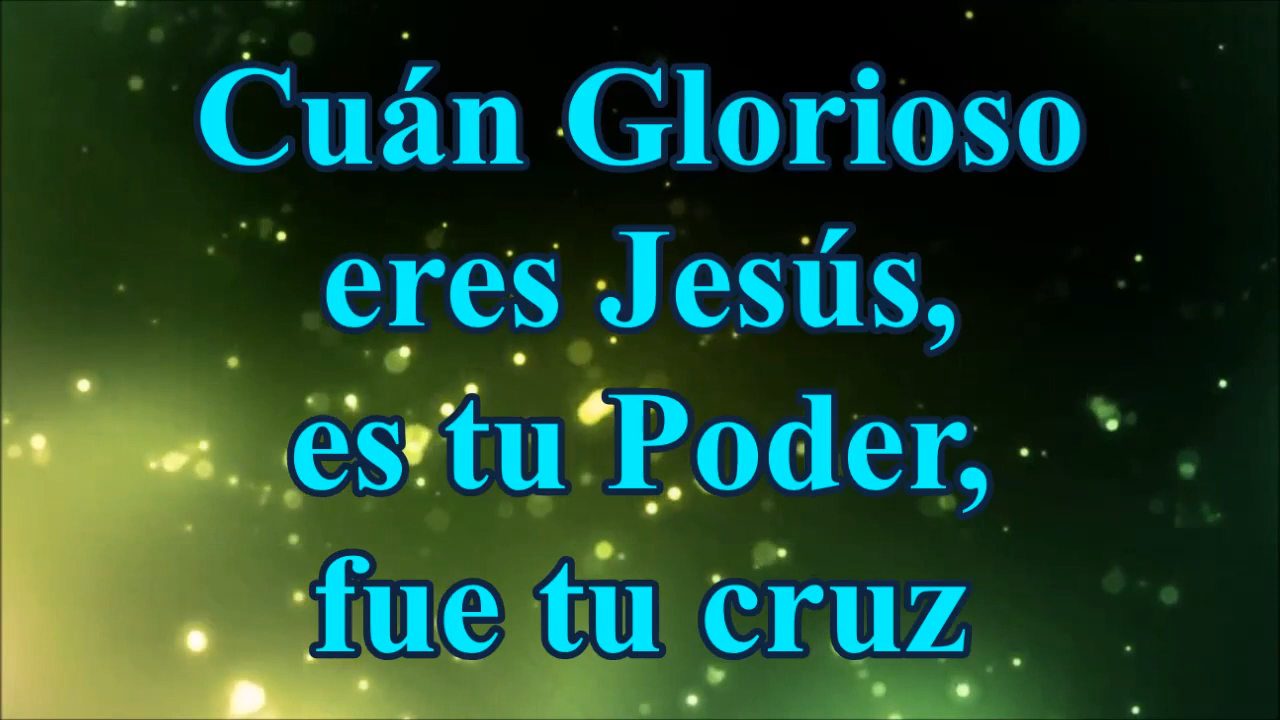 Cuán Glorioso
eres Jesús,
es tu Poder,
fue tu cruz